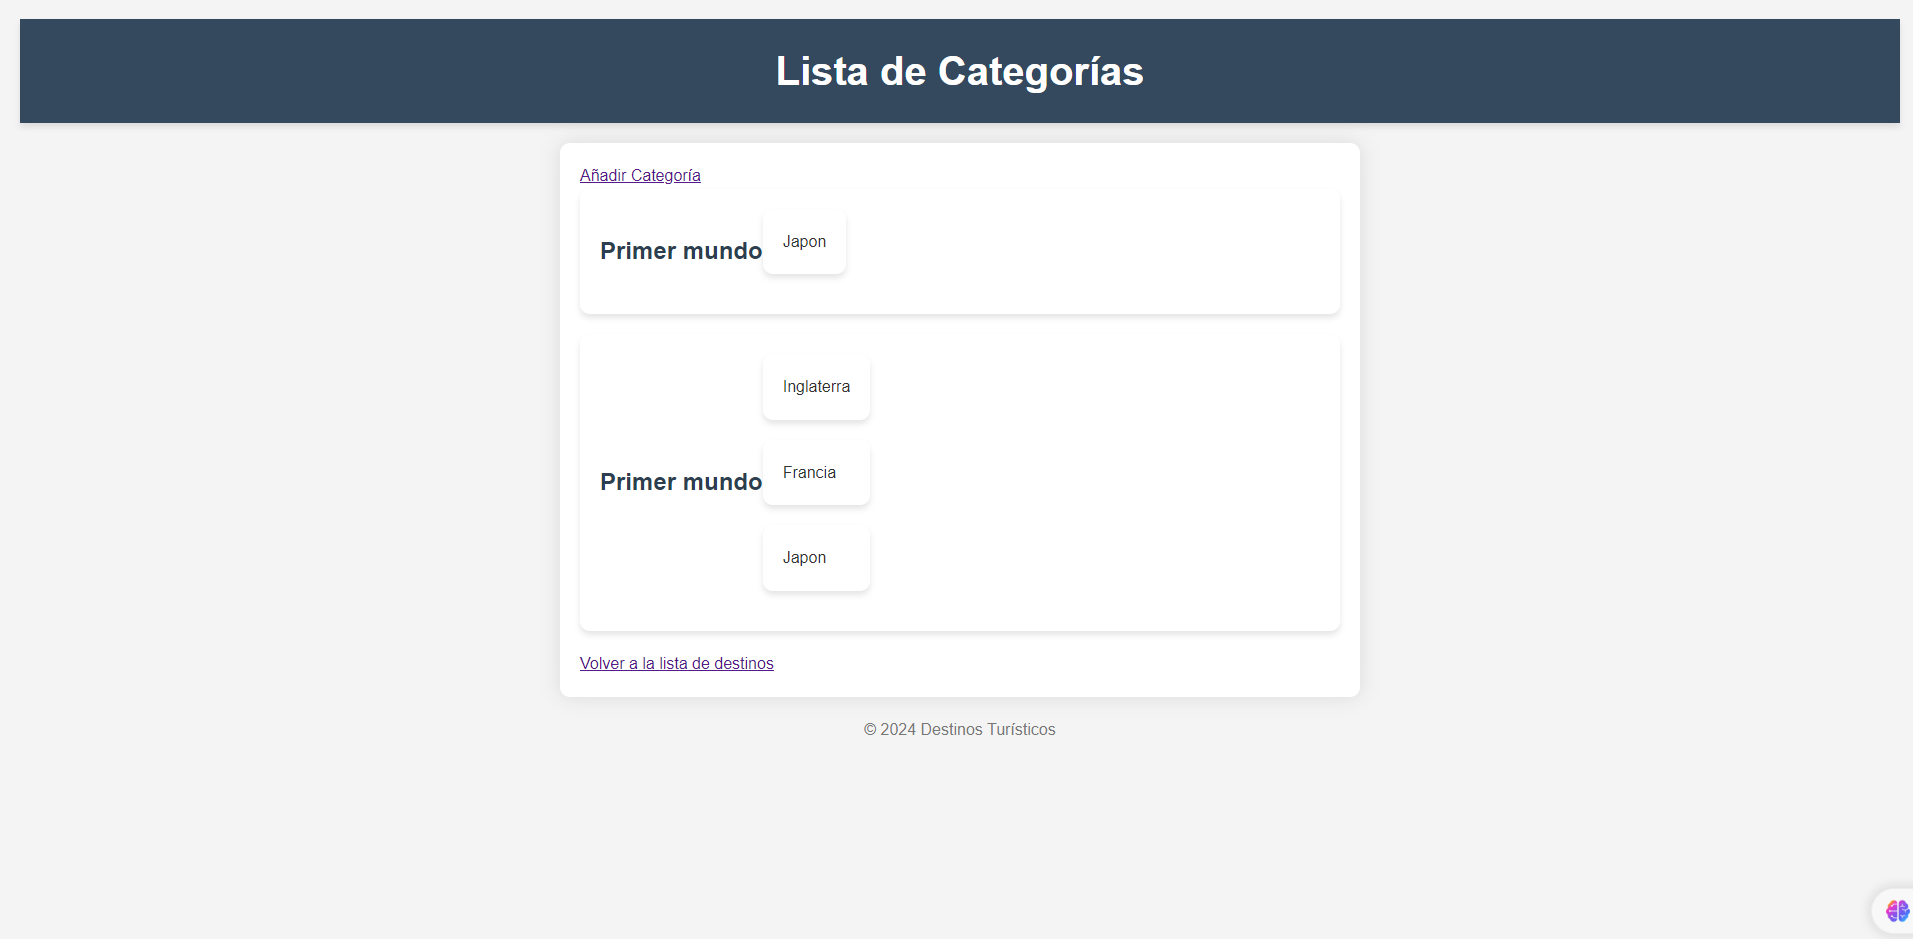 Lista de Categorías
Añadir Categoría
Primer mundo
Japon
Primer mundo
Inglaterra
Francia
Japon
Volver a la lista de destinos
© 2024 Destinos Turísticos